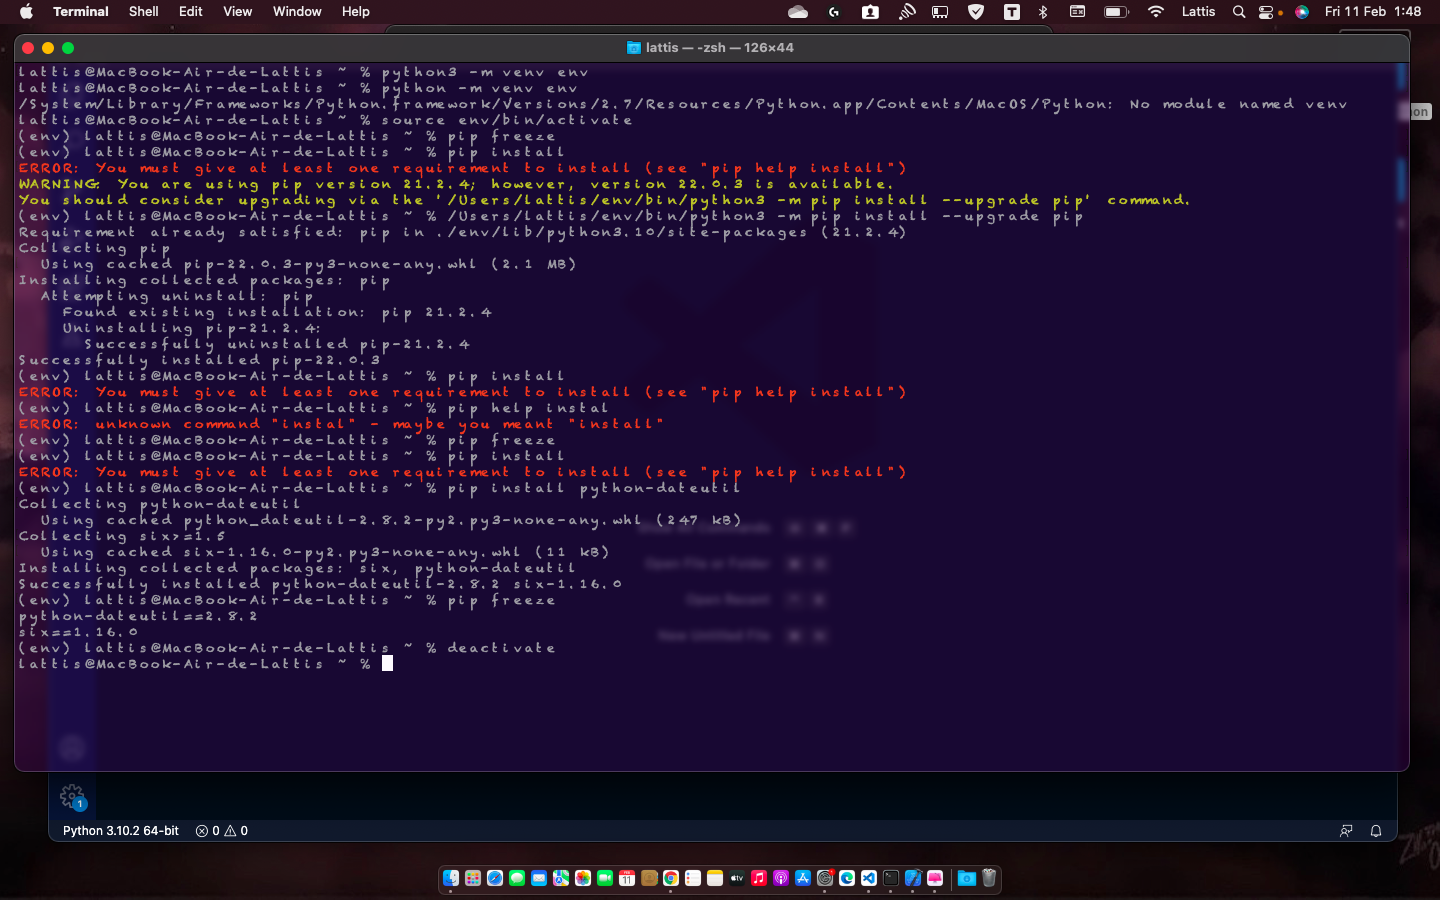 Terminal Shell Edit View Window Help Lattis Fri 11 Feb 1:48
lattis — -zsh — 126×44
lattis@MacBook-Air-de-Lattis ~ % python3 -m venv env
lattis@MacBook-Air-de-Lattis ~ % python -m venv env
/System/Library/Frameworks/Python.framework/Versions/2.7/Resources/Python.app/Contents/MacOS/Python: No module named venv
lattis@MacBook-Air-de-Lattis ~ % source env/bin/activate
(env) lattis@MacBook-Air-de-Lattis ~ % pip freeze
(env) lattis@MacBook-Air-de-Lattis ~ % pip install
ERROR: You must give at least one requirement to install (see "pip help install")
WARNING: You are using pip version 21.2.4; however, version 22.0.3 is available.
You should consider upgrading via the '/Users/lattis/env/bin/python3 -m pip install --upgrade pip' command.
(env) lattis@MacBook-Air-de-Lattis ~ % /Users/lattis/env/bin/python3 -m pip install --upgrade pip
Requirement already satisfied: pip in ./env/lib/python3.10/site-packages (21.2.4)
Collecting pip
Using cached pip-22.0.3-py3-none-any.whl (2.1 MB)
Installing collected packages: pip
Attempting uninstall: pip
Found existing installation: pip 21.2.4
Uninstalling pip-21.2.4:
Successfully uninstalled pip-21.2.4
Successfully installed pip-22.0.3
(env) lattis@MacBook-Air-de-Lattis ~ % pip install
ERROR: You must give at least one requirement to install (see "pip help install")
(env) lattis@MacBook-Air-de-Lattis ~ % pip help instal
ERROR: unknown command "instal" - maybe you meant "install"
(env) lattis@MacBook-Air-de-Lattis ~ % pip freeze
(env) lattis@MacBook-Air-de-Lattis ~ % pip install
ERROR: You must give at least one requirement to install (see "pip help install")
(env) lattis@MacBook-Air-de-Lattis ~ % pip install python-dateutil
Collecting python-dateutil
Using cached python_dateutil-2.8.2-py2.py3-none-any.whl (247 kB)
Collecting six>=1.5
Using cached six-1.16.0-py2.py3-none-any.whl (11 kB)
Installing collected packages: six, python-dateutil
Successfully installed python-dateutil-2.8.2 six-1.16.0
(env) lattis@MacBook-Air-de-Lattis ~ % pip freeze
python-dateutil==2.8.2
six==1.16.0
(env) lattis@MacBook-Air-de-Lattis ~ % deactivate
lattis@MacBook-Air-de-Lattis ~ %
Open File or Folder
Open Recent
New Untitled File
1
Python 3.10.2 64-bit 0 0